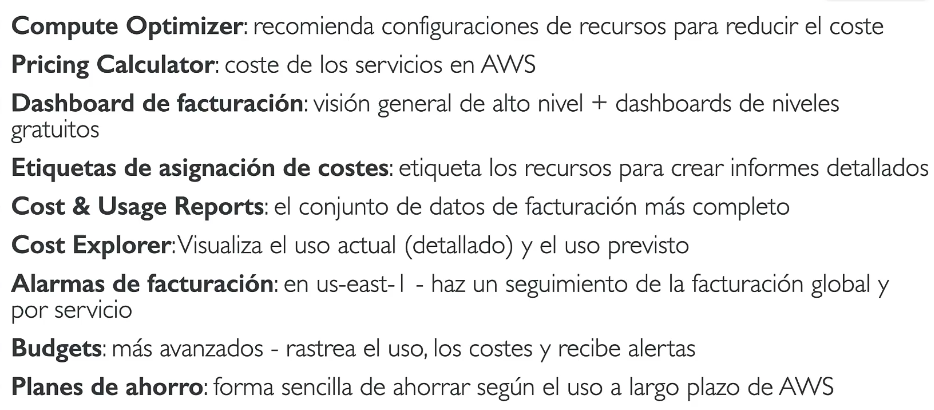 Compute Optimizer: recomienda configuraciones de recursos para reducir el coste
Pricing Calculator: coste de los servicios en AWS
Dashboard de facturación: visión general de alto nivel + dashboards de niveles
gratuitos
Etiquetas de asignación de costes: etiqueta los recursos para crear informes detallados
Cost & Usage Reports: el conjunto de datos de facturación más completo
Cost Explorer: Visualiza el uso actual (detallado) y el uso previsto
Alarmas de facturación: en us-east-1 - haz un seguimiento de la facturación global y
por servicio
Budgets: más avanzados - rastrea el uso, los costes y recibe alertas
Planes de ahorro: forma sencilla de ahorrar según el uso a largo plazo de AWS